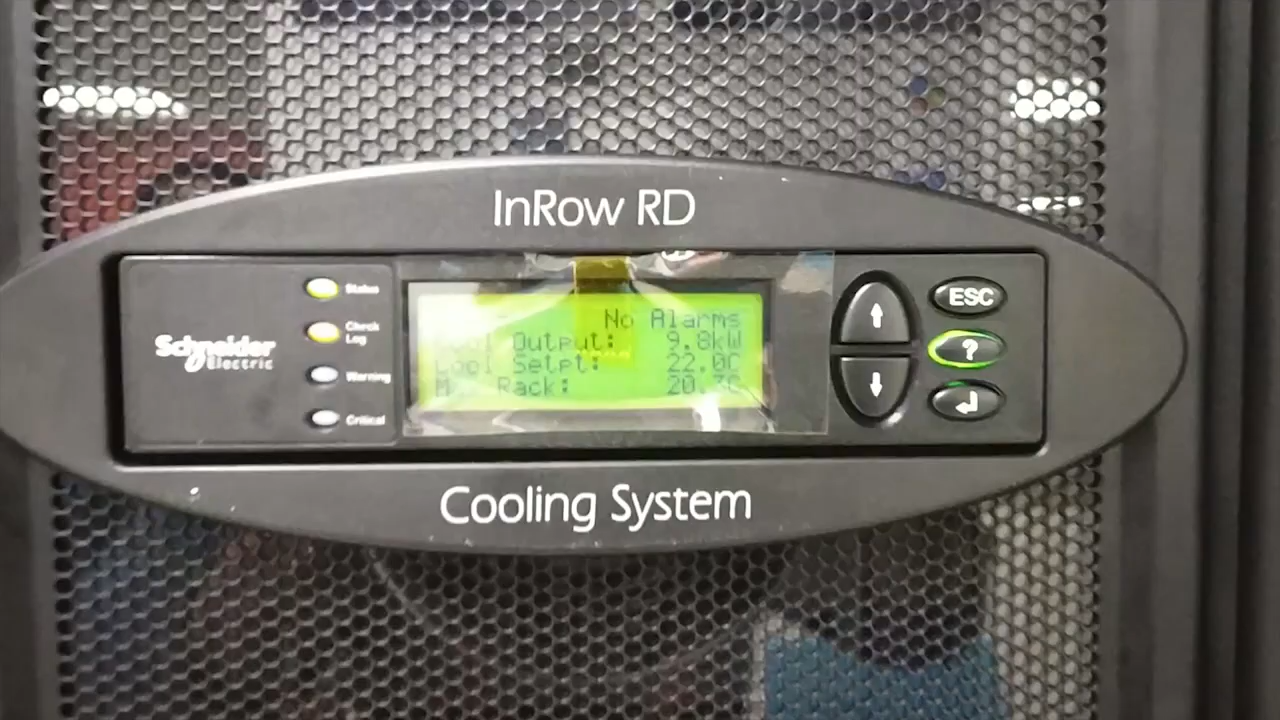 InRow RD
Schneider
Electric
Status
Check
Log
Warning
Critical
No Alarms
Output: 9.8kW
Cool Setpt: 22.0C
Rack: 20.3C
ESC
?
Cooling System